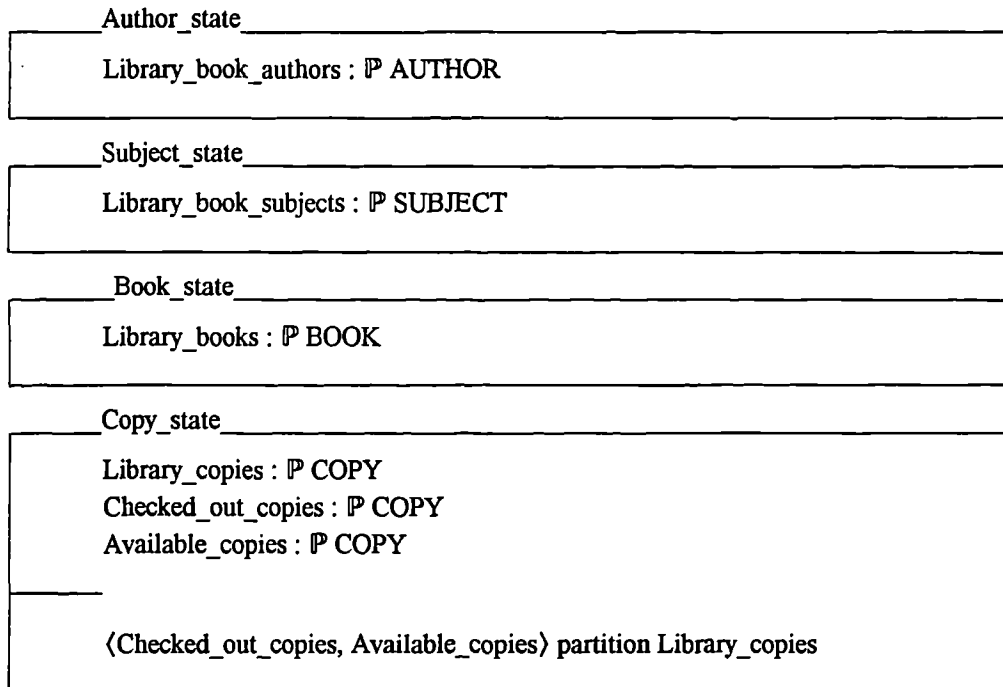 Author_state
Library_book_authors : ℙ AUTHOR
Subject_state
Library_book_subjects : ℙ SUBJECT
Book_state
Library_books : ℙ BOOK
Copy_state
Library_copies : ℙ COPY
Checked_out_copies : ℙ COPY
Available_copies : ℙ COPY
⟨Checked_out_copies, Available_copies⟩ partition Library_copies